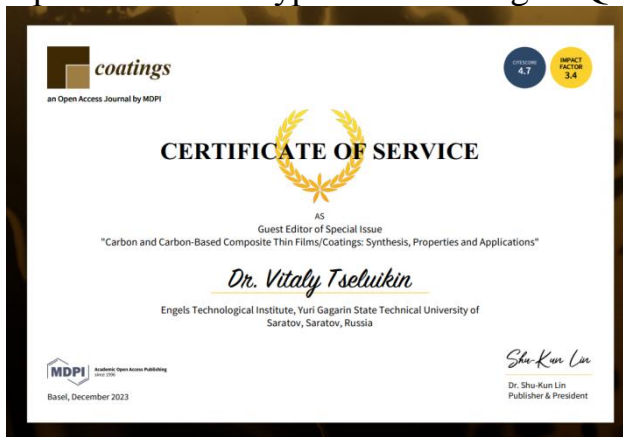 coatings
an Open Access Journal by MDPI
CITESCORE
4.7
IMPACT
FACTOR
3.4
CERTIFICATE OF SERVICE
AS
Guest Editor of Special Issue
"Carbon and Carbon-Based Composite Thin Films/Coatings: Synthesis, Properties and Applications"
Dr. Vitaly Tseluikin
Engels Technological Institute, Yuri Gagarin State Technical University of
Saratov, Saratov, Russia
MDPI
Academic Open Access Publishing
since 1996
Basel, December 2023
Shu-Kun Lin
Dr. Shu-Kun Lin
Publisher & President